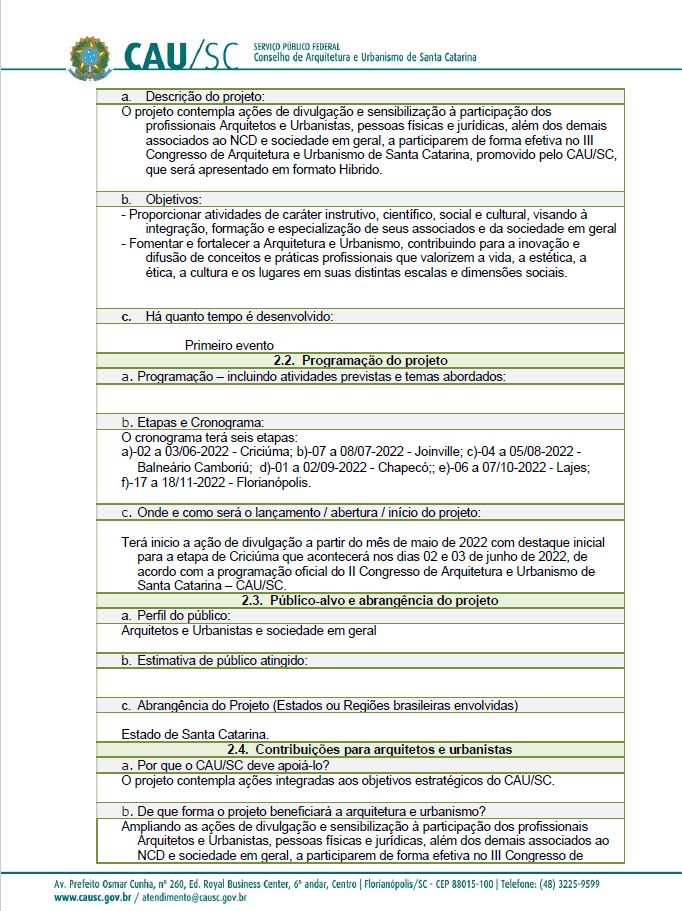 CAU/SC
SERVIÇO PÚBLICO FEDERAL
Conselho de Arquitetura e Urbanismo de Santa Catarina
a. Descrição do projeto:
O projeto contempla ações de divulgação e sensibilização à participação dos
profissionais Arquitetos e Urbanistas, pessoas físicas e jurídicas, além dos demais
associados ao NCD e sociedade em geral, a participarem de forma efetiva no III
Congresso de Arquitetura e Urbanismo de Santa Catarina, promovido pelo CAU/SC,
que será apresentado em formato Hibrido.
b. Objetivos:
- Proporcionar atividades de caráter instrutivo, científico, social e cultural, visando à
integração, formação e especialização de seus associados e da sociedade em geral
- Fomentar e fortalecer a Arquitetura e Urbanismo, contribuindo para a inovação e
difusão de conceitos e práticas profissionais que valorizem a vida, a estética, a
ética, a cultura e os lugares em suas distintas escalas e dimensões sociais.
c. Há quanto tempo é desenvolvido:
Primeiro evento
2.2. Programação do projeto
a. Programação – incluindo atividades previstas e temas abordados:
b. Etapas e Cronograma:
O cronograma terá seis etapas:
a)-02 a 03/06-2022 - Criciúma; b)-07 a 08/07-2022 - Joinville; c)-04 a 05/08-2022 -
Balneário Camboriú; d)-01 a 02/09-2022 - Chapecó;; e)-06 a 07/10-2022 - Lajes;
f)-17 a 18/11-2022 - Florianópolis.
c. Onde e como será o lançamento / abertura / início do projeto:
Terá inicio a ação de divulgação a partir do mês de maio de 2022 com destaque inicial
para a etapa de Criciúma que acontecerá nos dias 02 e 03 de junho de 2022, de
acordo com a programação oficial do II Congresso de Arquitetura e Urbanismo de
Santa Catarina – CAU/SC.
2.3. Público-alvo e abrangência do projeto
a. Perfil do público:
Arquitetos e Urbanistas e sociedade em geral
b. Estimativa de público atingido:
c. Abrangência do Projeto (Estados ou Regiões brasileiras envolvidas)
Estado de Santa Catarina.
2.4. Contribuições para arquitetos e urbanistas
a. Por que o CAU/SC deve apoiá-lo?
O projeto contempla ações integradas aos objetivos estratégicos do CAU/SC.
b. De que forma o projeto beneficiará a arquitetura e urbanismo?
Ampliando as ações de divulgação e sensibilização à participação dos profissionais
Arquitetos e Urbanistas, pessoas físicas e jurídicas, além dos demais associados ao
NCD e sociedade em geral, a participarem de forma efetiva no III Congresso de
Av. Prefeito Osmar Cunha, nº 260, Ed. Royal Business Center, 6º andar, Centro | Florianópolis/SC - CEP 88015-100 | Telefone: (48) 3225-9599
www.causc.gov.br / atendimento@causc.gov.br